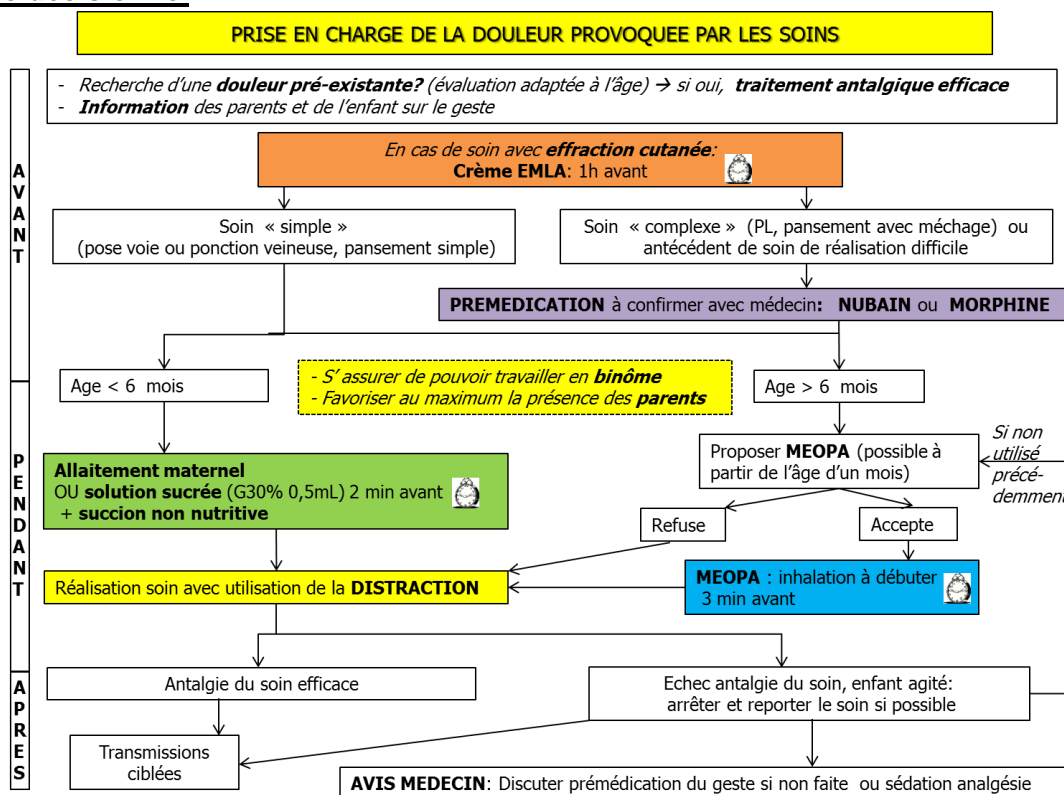 PRISE EN CHARGE DE LA DOULEUR PROVOQUEE PAR LES SOINS
AVANT
- Recherche d'une douleur pré-existante? (évaluation adaptée à l'âge) → si oui, traitement antalgique efficace
- Information des parents et de l'enfant sur le geste
En cas de soin avec effraction cutanée:
Crème EMLA: 1h avant
Soin « simple »
(pose voie ou ponction veineuse, pansement simple)
Soin « complexe » (PL, pansement avec méchage) ou
antécédent de soin de réalisation difficile
PREMEDICATION à confirmer avec médecin: NUBAIN ou MORPHINE
Age < 6 mois
- S' assurer de pouvoir travailler en binôme
- Favoriser au maximum la présence des parents
Age > 6 mois
PENDANT
Allaitement maternel
OU solution sucrée (G30% 0,5mL) 2 min avant
+ succion non nutritive
Proposer MEOPA (possible à
partir de l'âge d'un mois)
Si non
utilisé
précé-
demment
Refuse
Accepte
Réalisation soin avec utilisation de la DISTRACTION
MEOPA : inhalation à débuter
3 min avant
APRES
Antalgie du soin efficace
Echec antalgie du soin, enfant agité:
arrêter et reporter le soin si possible
Transmissions
ciblées
AVIS MEDECIN: Discuter prémédication du geste si non faite ou sédation analgésie